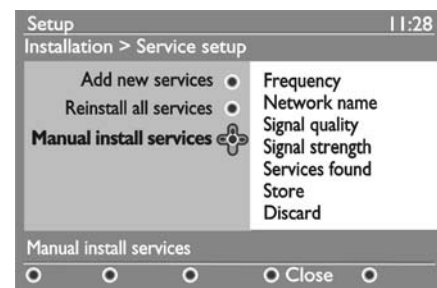 Setup 11:28
Installation > Service setup
Add new services
Reinstall all services
Manual install services
Frequency
Network name
Signal quality
Signal strength
Services found
Store
Discard
Manual install services
Close